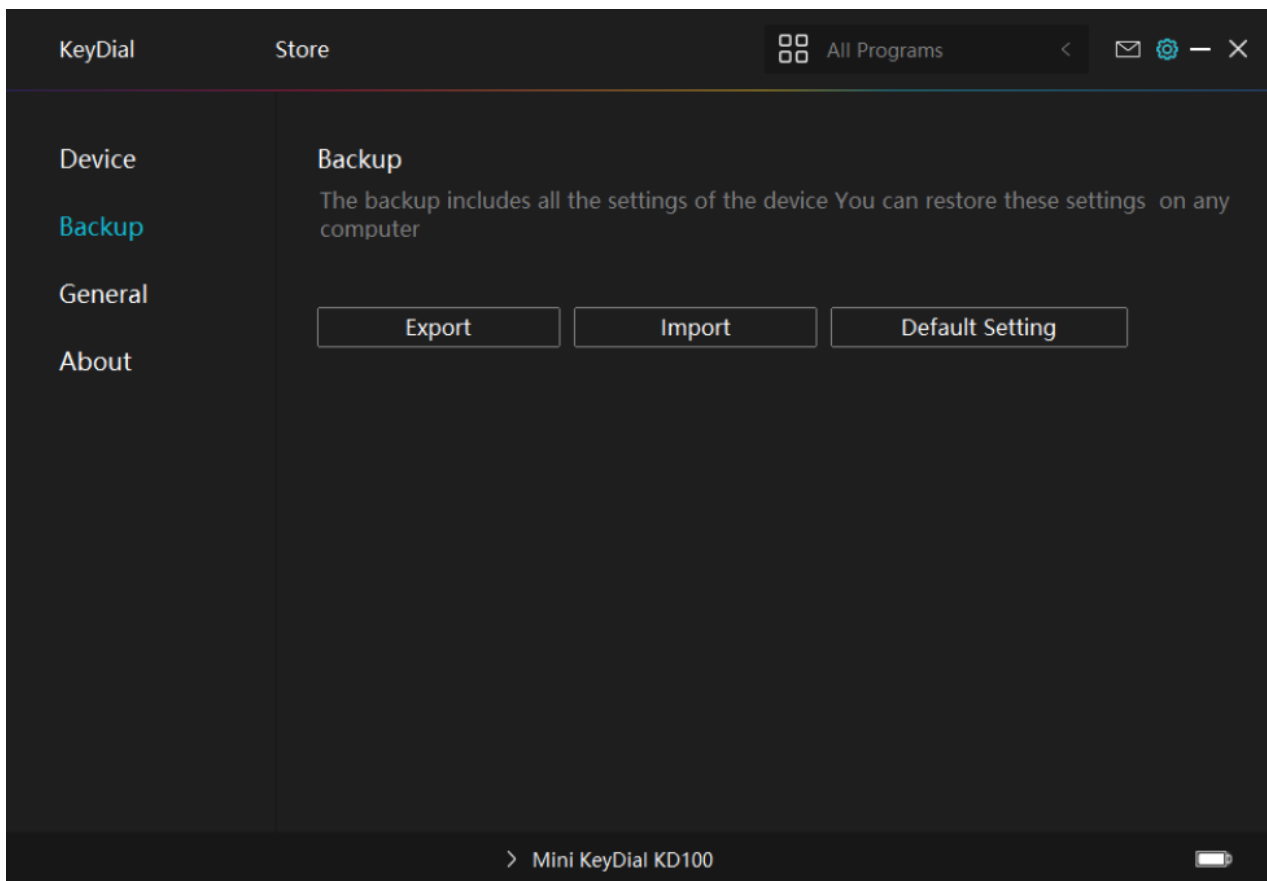 KeyDial Store All Programs
Device
Backup
General
About
Backup
The backup includes all the settings of the device You can restore these settings  on any
computer
Export Import Default Setting
Mini KeyDial KD100